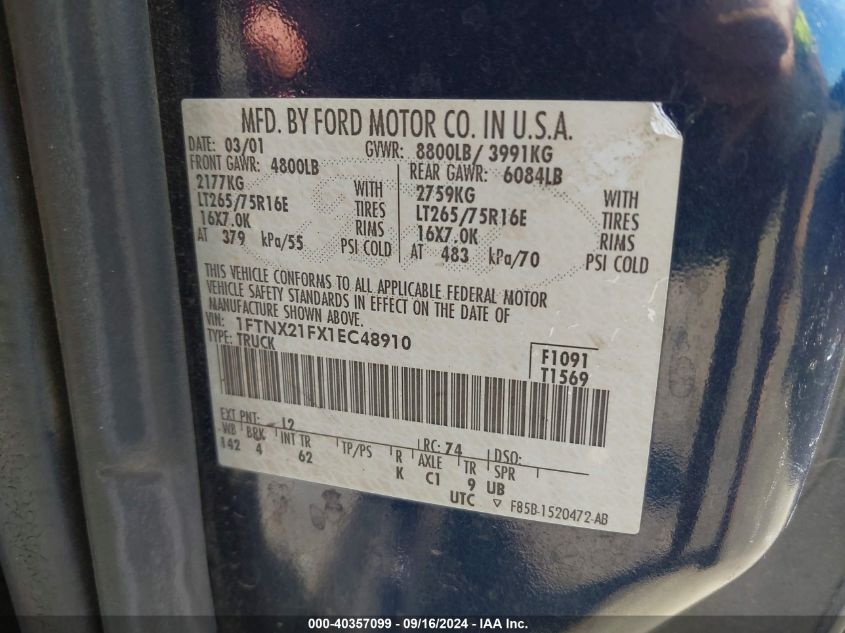 MFD. BY FORD MOTOR CO. IN U.S.A.
DATE: 03/01 GVWR: 8800LB/ 3991KG
FRONT GAWR: 4800LB REAR GAWR: 6084LB
2177KG WITH 2759KG WITH
LT265/75R16E TIRES LT265/75R16E TIRES
16X7.0K RIMS 16X7.0K RIMS
AT 379 kPa/55 PSI COLD AT 483 kPa/70 PSI COLD
THIS VEHICLE CONFORMS TO ALL APPLICABLE FEDERAL MOTOR
VEHICLE SAFETY STANDARDS IN EFFECT ON THE DATE OF
MANUFACTURE SHOWN ABOVE.
VIN: 1FTNX21FX1EC48910
TYPE: TRUCK
F1091
T1569
EXT PNT: 12 RC: 74 DSO:
WB BRK INT TR TP/PS R AXLE TR SPR
142 4 62 K C1 9 UB
UTC ▽ F85B-1520472-AB
000-40357099 - 09/16/2024 - IAA Inc.